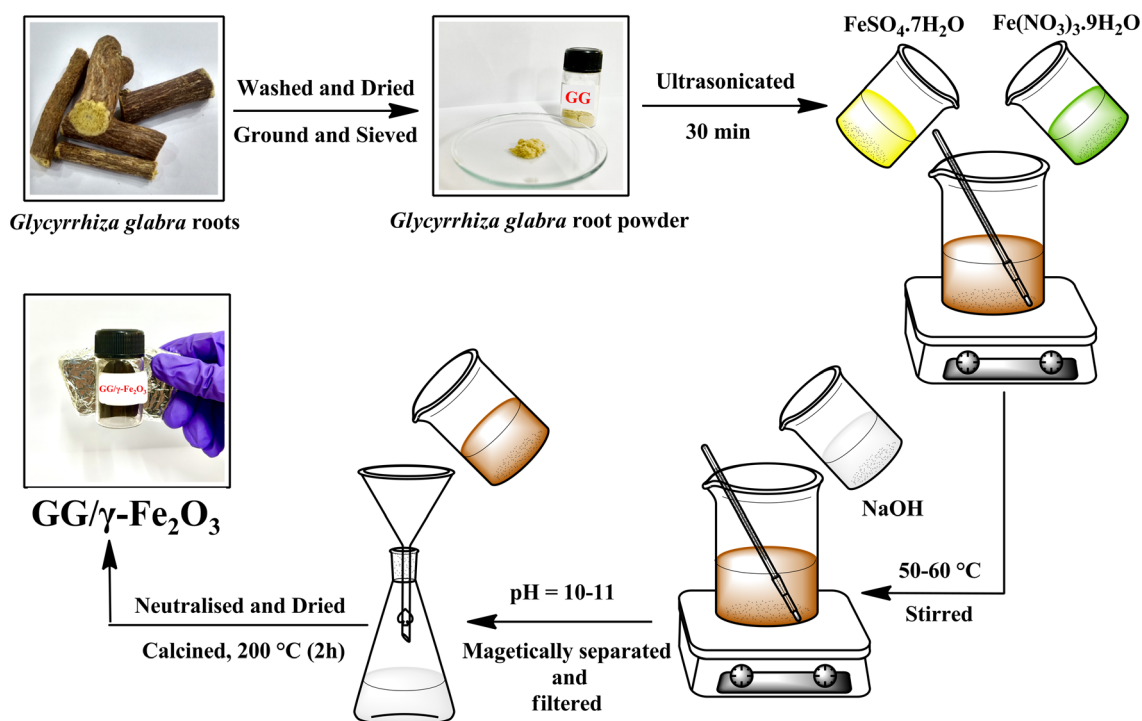 Washed and Dried
Ground and Sieved
GG
Ultrasonicated
30 min
FeSO₄.7H₂O
Fe(NO₃)₃.9H₂O
Glycyrrhiza glabra roots
Glycyrrhiza glabra root powder
NaOH
50-60 °C
Stirred
pH = 10-11
Magetically separated
and
filtered
Neutralised and Dried
Calcined, 200 °C (2h)
GG/γ-Fe₂O₃
GG/γ-Fe₂O₃